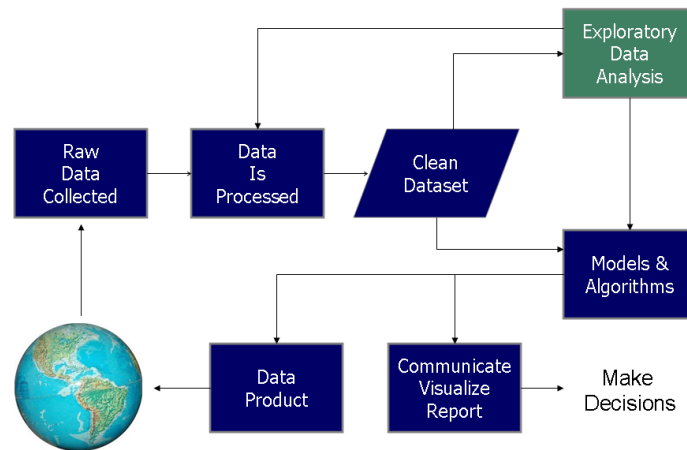 Exploratory
Data
Analysis
Raw
Data
Collected
Data
Is
Processed
Clean
Dataset
Models &
Algorithms
Data
Product
Communicate
Visualize
Report
Make
Decisions